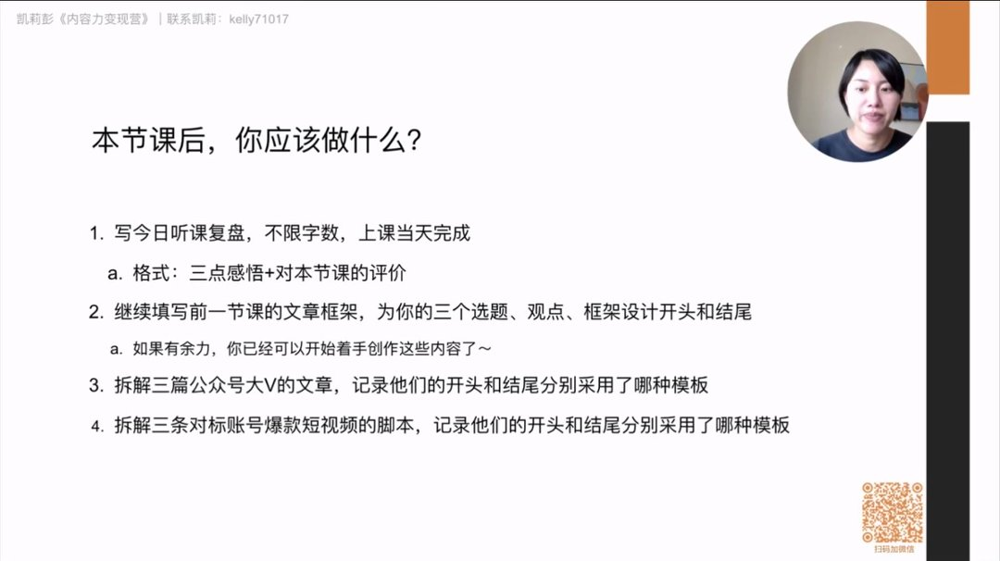 凯莉彭《内容力变现营》｜联系凯莉：kelly71017
本节课后，你应该做什么？
1. 写今日听课复盘，不限字数，上课当天完成
a. 格式：三点感悟+对本节课的评价
2. 继续填写前一节课的文章框架，为你的三个选题、观点、框架设计开头和结尾
a. 如果有余力，你已经可以开始着手创作这些内容了～
3. 拆解三篇公众号大V的文章，记录他们的开头和结尾分别采用了哪种模板
4. 拆解三条对标账号爆款短视频的脚本，记录他们的开头和结尾分别采用了哪种模板
扫码加微信